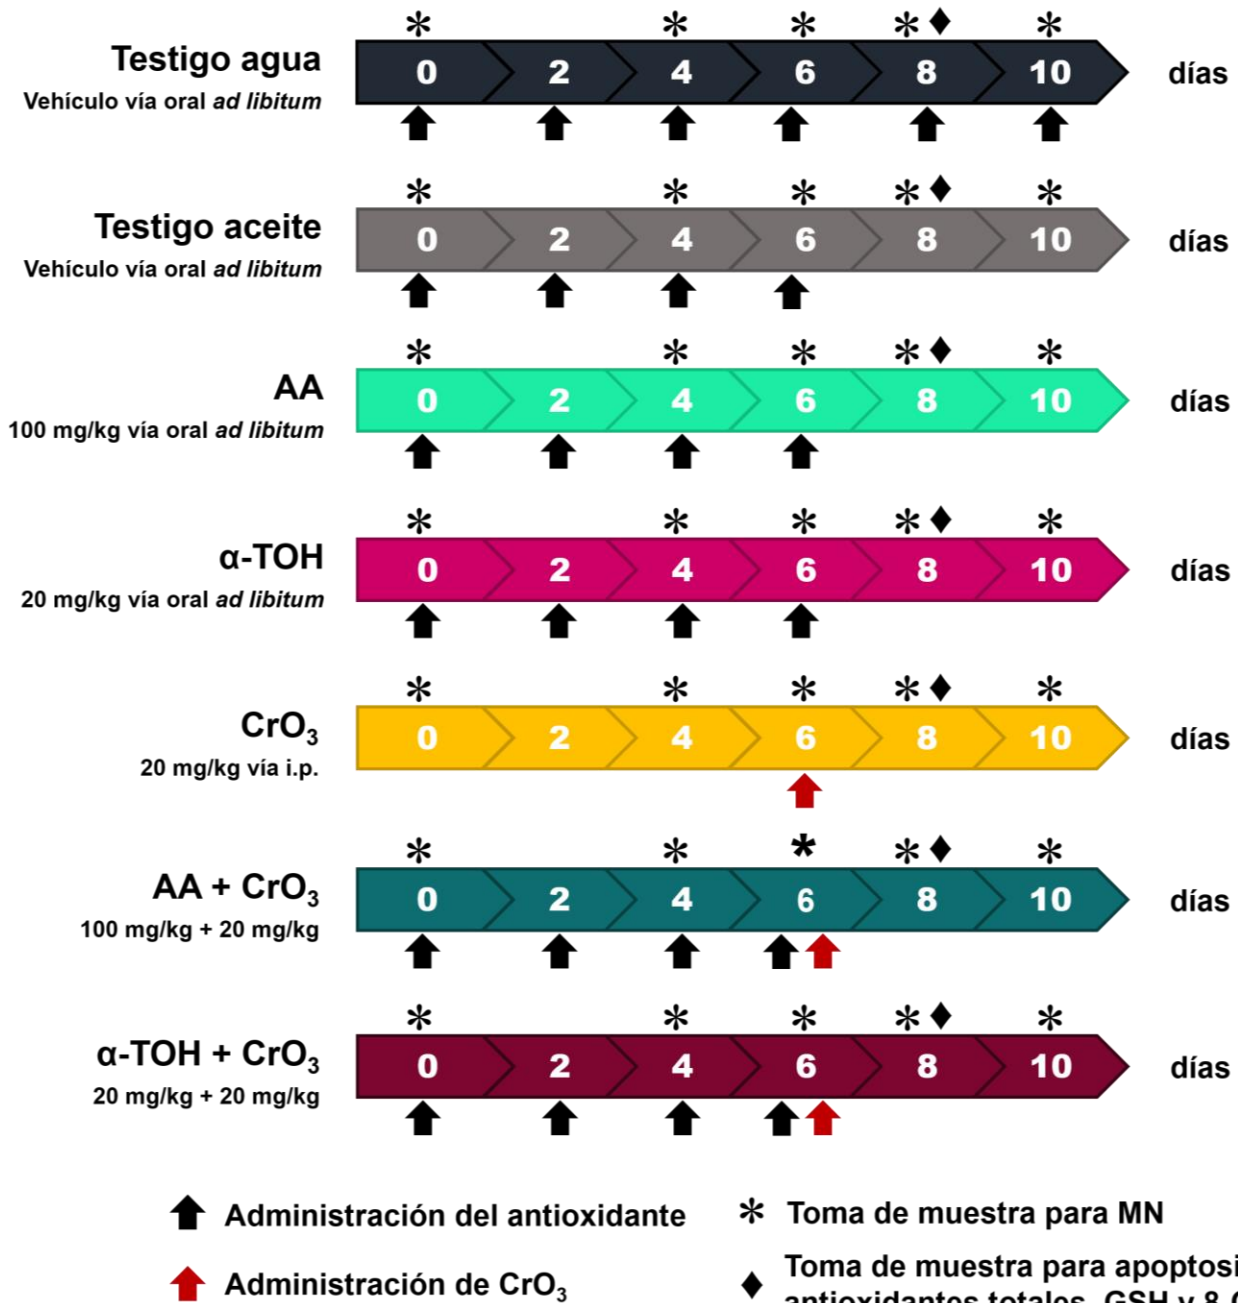 Testigo agua
Vehículo vía oral ad libitum
0 2 4 6 8 10 días
Testigo aceite
Vehículo vía oral ad libitum
0 2 4 6 8 10 días
AA
100 mg/kg vía oral ad libitum
0 2 4 6 8 10 días
α-TOH
20 mg/kg vía oral ad libitum
0 2 4 6 8 10 días
CrO₃
20 mg/kg vía i.p.
0 2 4 6 8 10 días
AA + CrO₃
100 mg/kg + 20 mg/kg
0 2 4 6 8 10 días
α-TOH + CrO₃
20 mg/kg + 20 mg/kg
0 2 4 6 8 10 días
Administración del antioxidante
Administración de CrO₃
Toma de muestra para MN
Toma de muestra para apoptosi
antioxidantes totales, GSH y 8-